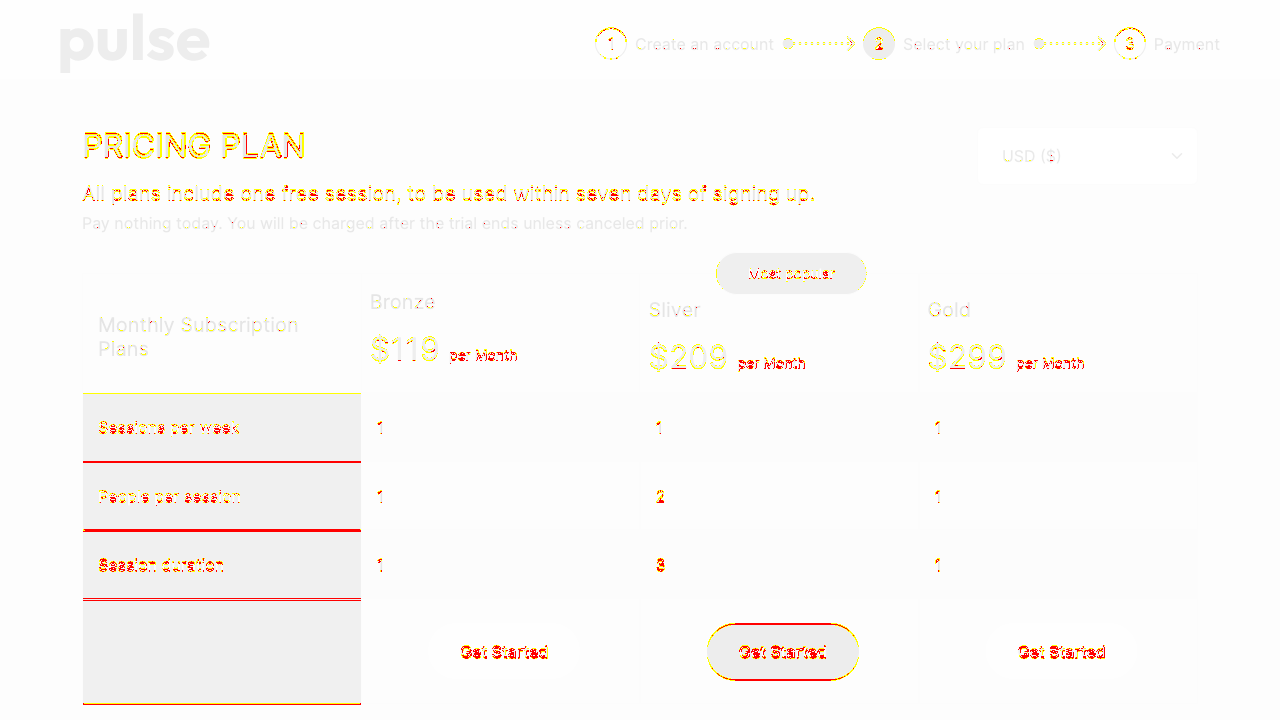 pulse
1 Create an account 2 Select your plan 3 Payment
PRICING PLAN
USD ($)
All plans include one free session, to be used within seven days of signing up.
Pay nothing today. You will be charged after the trial ends unless canceled prior.
Most popular
Monthly Subscription
Plans
Bronze
$119 per Month
Sliver
$209 per Month
Gold
$299 per Month
Sessions per week 1 1 1
People per session 1 2 1
Session duration 1 3 1
Get Started Get Started Get Started